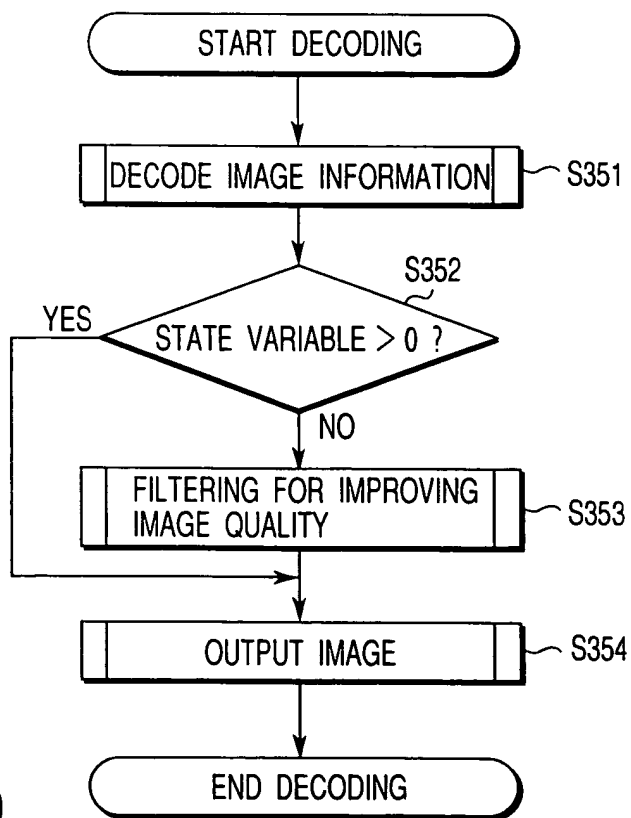 START DECODING
DECODE IMAGE INFORMATION
S351
S352
YES
STATE VARIABLE > 0 ?
NO
FILTERING FOR IMPROVING
IMAGE QUALITY
S353
OUTPUT IMAGE
S354
END DECODING